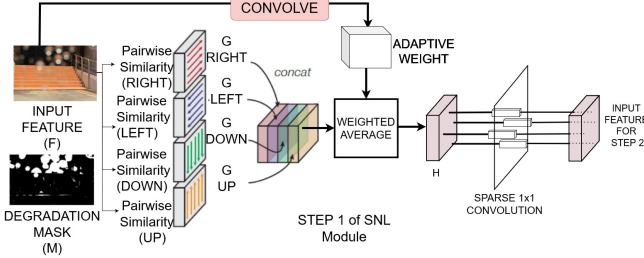 CONVOLVE
Pairwise
Similarity
(RIGHT)
G
RIGHT
concat
ADAPTIVE
WEIGHT
INPUT
FEATURE
(F)
Pairwise
Similarity
(LEFT)
G
LEFT
WEIGHTED
AVERAGE
INPUT
FEATURE
FOR
STEP 2
Pairwise
Similarity
(DOWN)
G
DOWN
H
G
UP
SPARSE 1x1
CONVOLUTION
DEGRADATION
MASK
(M)
Pairwise
Similarity
(UP)
STEP 1 of SNL
Module